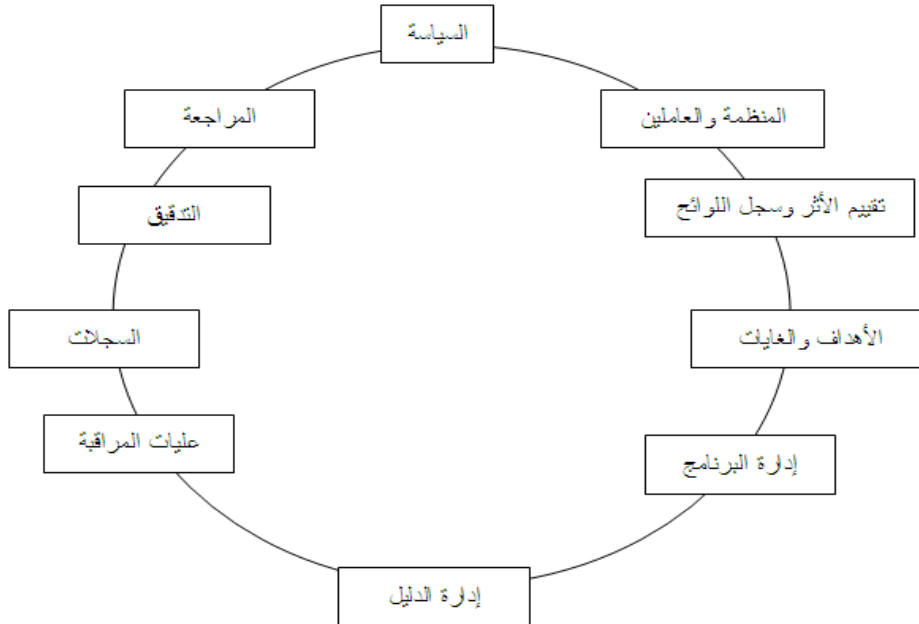 السياسة
المنظمة والعاملين
تقييم الأثر وسجل اللوائح
الأهداف والغايات
إدارة البرنامج
إدارة الدليل
عليات المراقبة
السجلات
التدقيق
المراجعة